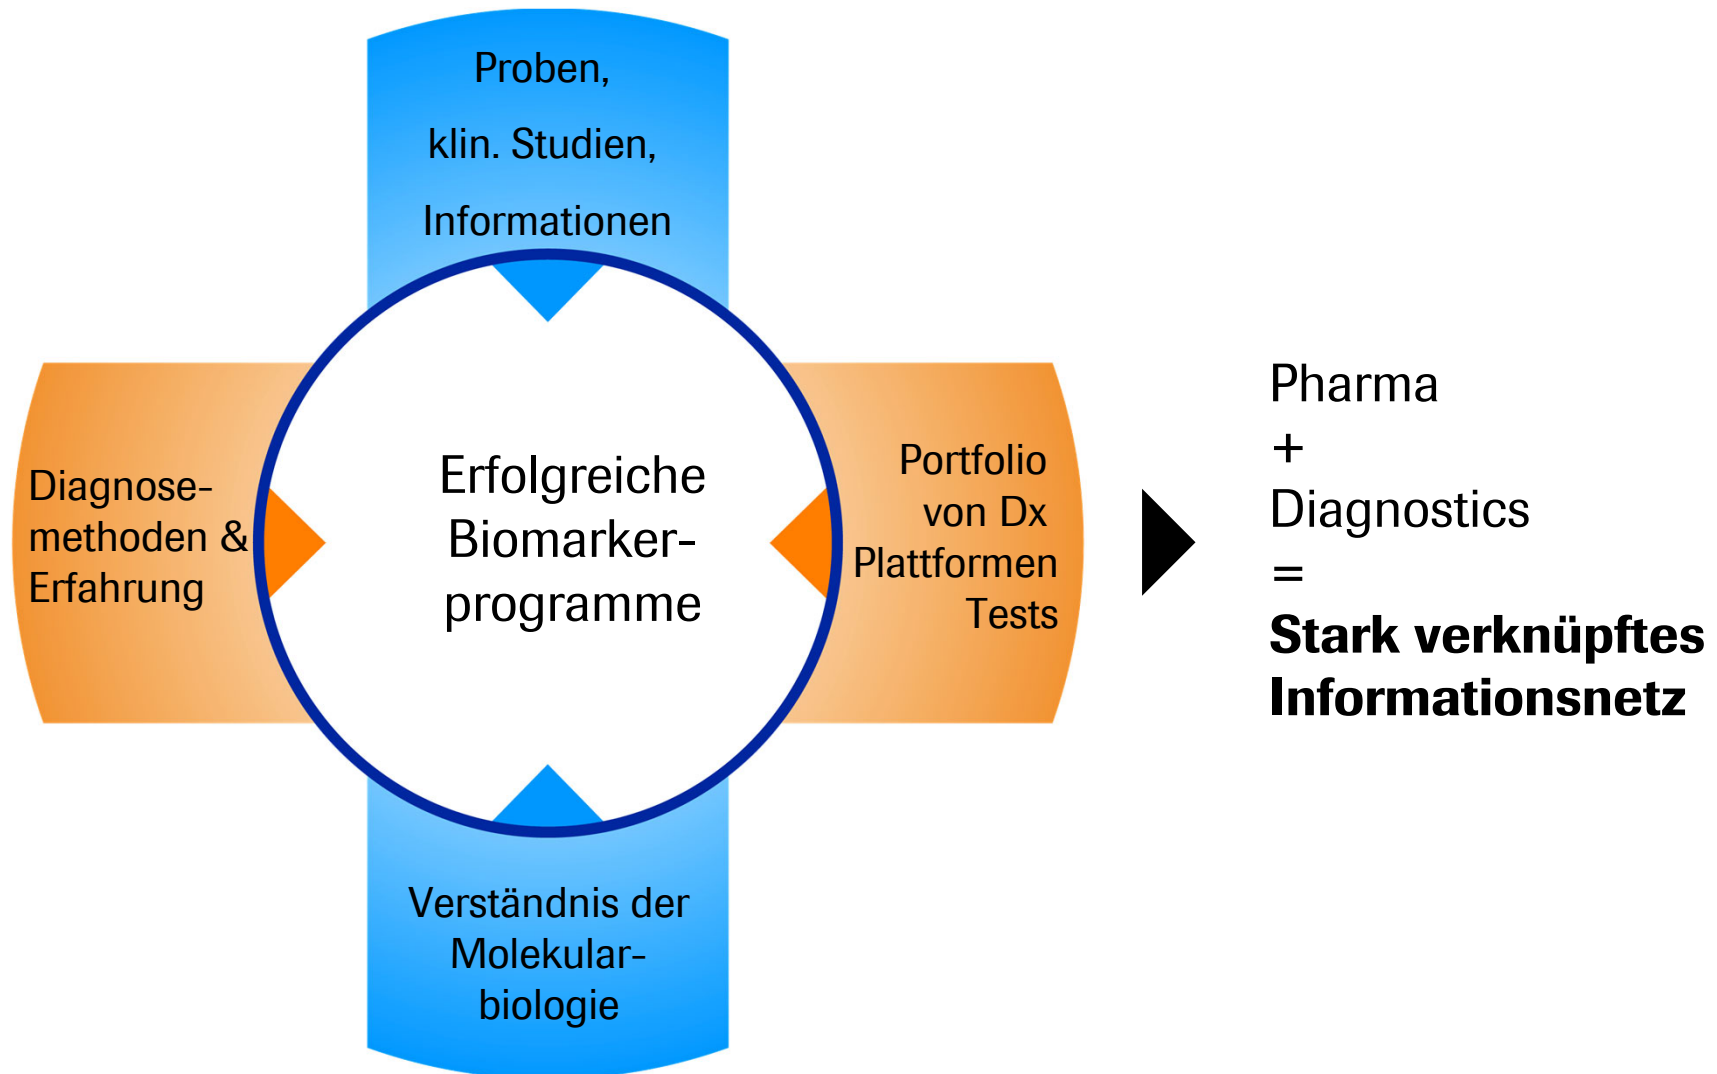 Proben,
klin. Studien,
Informationen
Diagnose-
methoden &
Erfahrung
Erfolgreiche
Biomarker-
programme
Portfolio
von Dx
Plattformen
Tests
Verständnis der
Molekular-
biologie
Pharma
+
Diagnostics
=
Stark verknüpftes
Informationsnetz